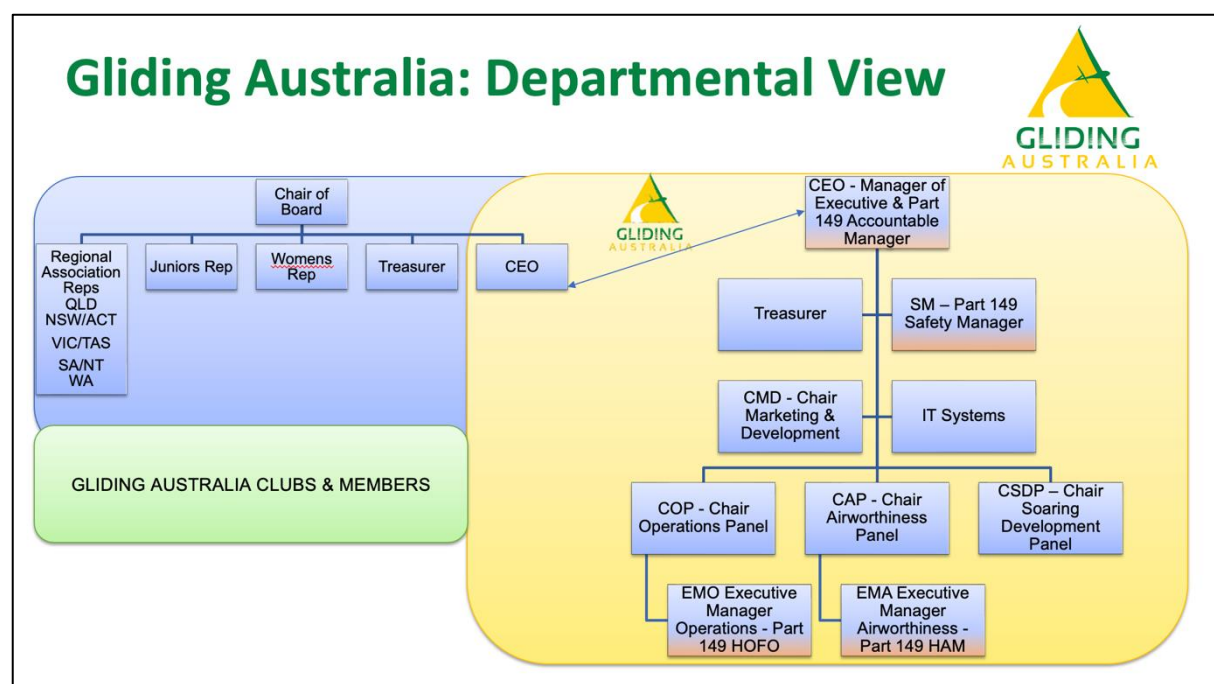 Gliding Australia: Departmental View
GLIDING
AUSTRALIA
Chair of
Board
Regional
Association
Reps
QLD
NSW/ACT
VIC/TAS
SA/NT
WA
Juniors Rep
Womens
Rep
Treasurer
CEO
GLIDING
AUSTRALIA
GLIDING AUSTRALIA CLUBS & MEMBERS
CEO - Manager of
Executive & Part
149 Accountable
Manager
Treasurer
SM – Part 149
Safety Manager
CMD - Chair
Marketing &
Development
IT Systems
COP - Chair
Operations Panel
CAP - Chair
Airworthiness
Panel
CSDP – Chair
Soaring
Development
Panel
EMO Executive
Manager
Operations - Part
149 HOFO
EMA Executive
Manager
Airworthiness -
Part 149 HAM